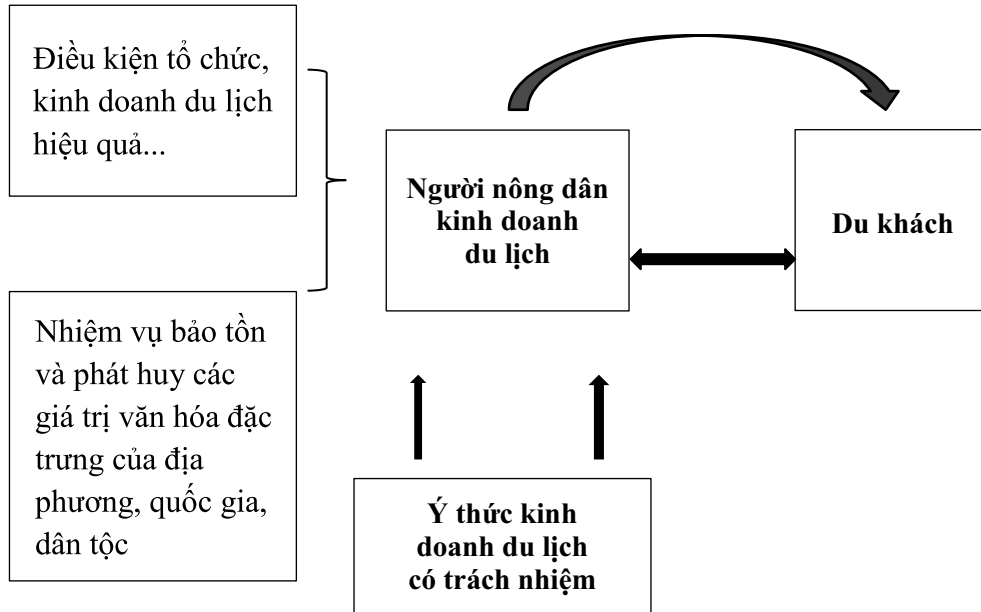 Điều kiện tổ chức,
kinh doanh du lịch
hiệu quả...
Nhiệm vụ bảo tồn
và phát huy các
giá trị văn hóa đặc
trưng của địa
phương, quốc gia,
dân tộc
Người nông dân
kinh doanh
du lịch
Du khách
Ý thức kinh
doanh du lịch
có trách nhiệm